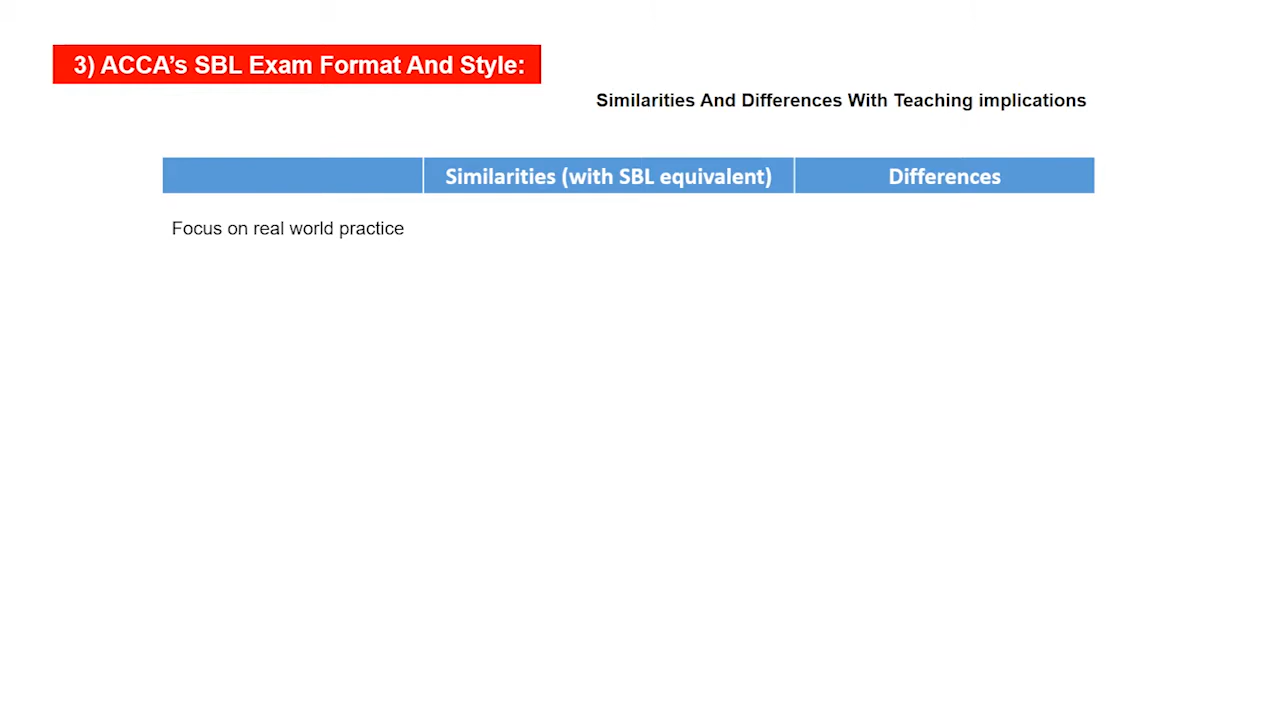 3) ACCA’s SBL Exam Format And Style:
Similarities And Differences With Teaching implications
Similarities (with SBL equivalent)
Differences
Focus on real world practice